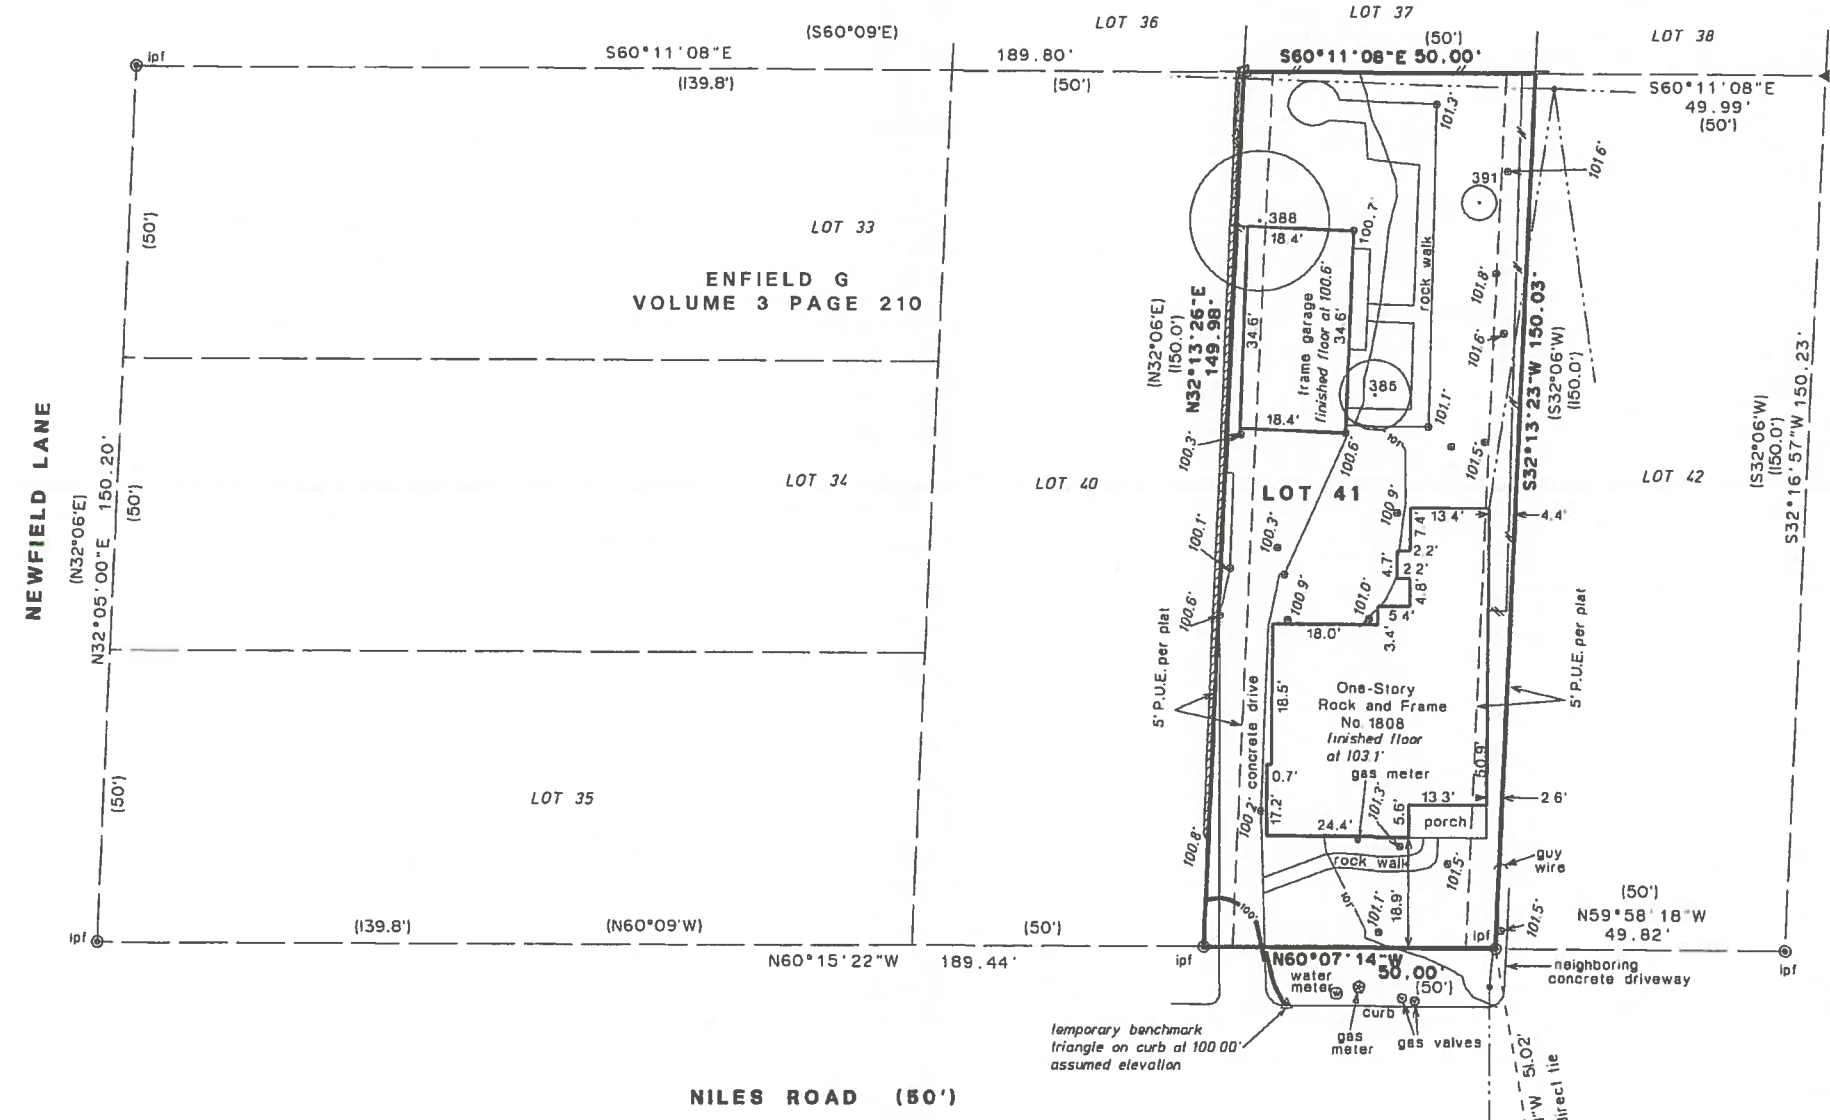 LOT 36
LOT 37
LOT 38
(S60°09'E)
(50')
ipf
S60°11'08"E
189.80'
S60°11'08"E 50.00'
(139.8')
(50')
S60°11'08"E
49.99'
(50')
101.3'
101.6'
391
388
18.4'
100.7'
(50')
LOT 33
ENFIELD G
VOLUME 3 PAGE 210
rock walk
101.8'
101.6'
(N32°06'E)
(150.0')
N32°13'26"E
149.98'
34.6'
frame garage
finished floor at 100.6'
34.6'
S32°13'23"W 150.03'
(S32°06'W)
(150.0')
S32°16'57"W 150.23'
(S32°06'W)
(150.0')
385
18.4'
101.1'
100.3'
100.6'
101
101.5'
NEWFIELD LANE
(N32°06'E)
N32°05'00"E 150.20'
(50')
LOT 34
LOT 40
LOT 41
LOT 42
100.9'
13.4'
4.4'
7.4'
100.1'
100.3'
2.2'
4.7'
2.2'
4.8'
100.9'
101.0'
5.4'
100.6'
18.0'
3.4'
5' P.U.E. per plat
5' P.U.E. per plat
18.5'
One-Story
Rock and Frame
No. 1808
finished floor
at 103.1'
concrete drive
50.9'
gas meter
0.7'
(50')
LOT 35
101.3'
13.3'
2.6'
100.2'
17.2'
5.6'
24.4'
porch
100.8'
rock walk
101.5'
guy
wire
101
101.1'
18.9'
100'
(50')
N59°58'18"W
49.82'
101.5'
ipf
(139.8')
(N60°09'W)
(50')
ipf
N60°15'22"W
189.44'
ipf
N60°07'14"W
50.00'
(50')
ipf
water
meter
W
neighboring
concrete driveway
curb
gas
meter
gas valves
temporary benchmark
triangle on curb at 100.00'
assumed elevation
"W 51.02'
irect tie
NILES ROAD (50')